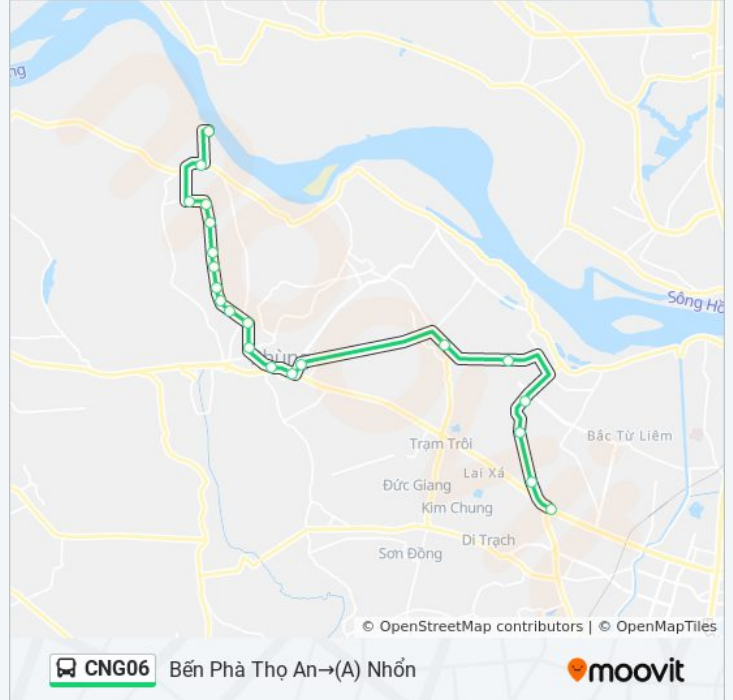 Sông Hồ
Bắc Từ Liêm
Trạm Trôi
Lai Xá
Đức Giang
Kim Chung
Di Trạch
Sơn Đồng
© OpenStreetMap contributors | © OpenMapTiles
CNG06 Bến Phà Thọ An→(A) Nhổn
moovit